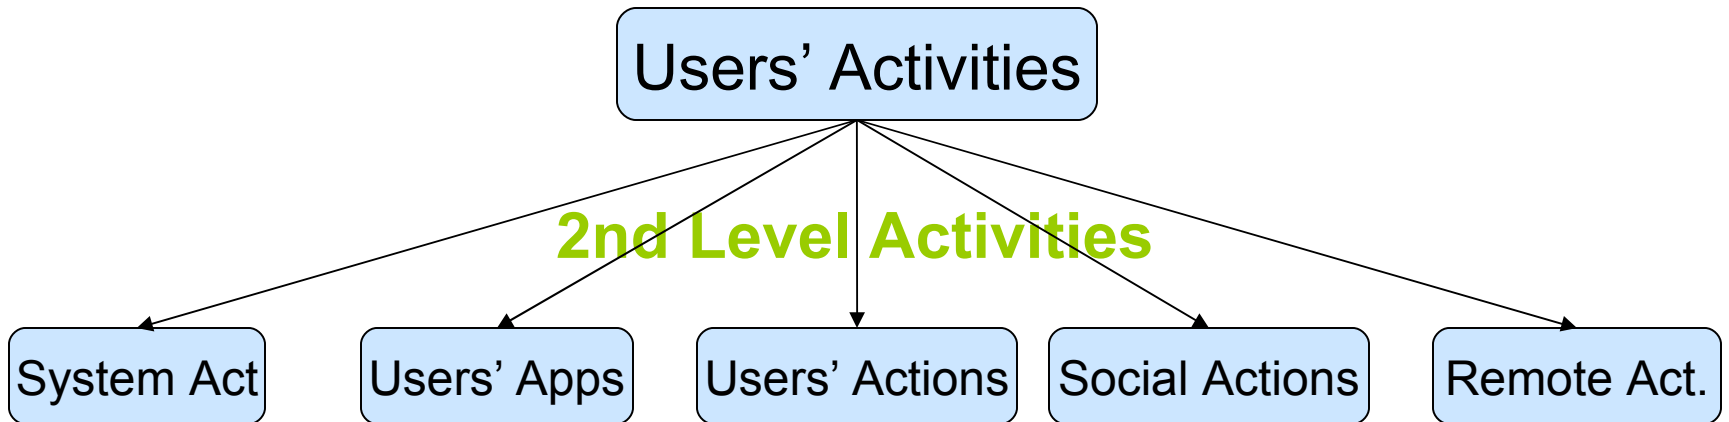 Users’ Activities
2nd Level Activities
System Act
Users’ Apps
Users’ Actions
Social Actions
Remote Act.